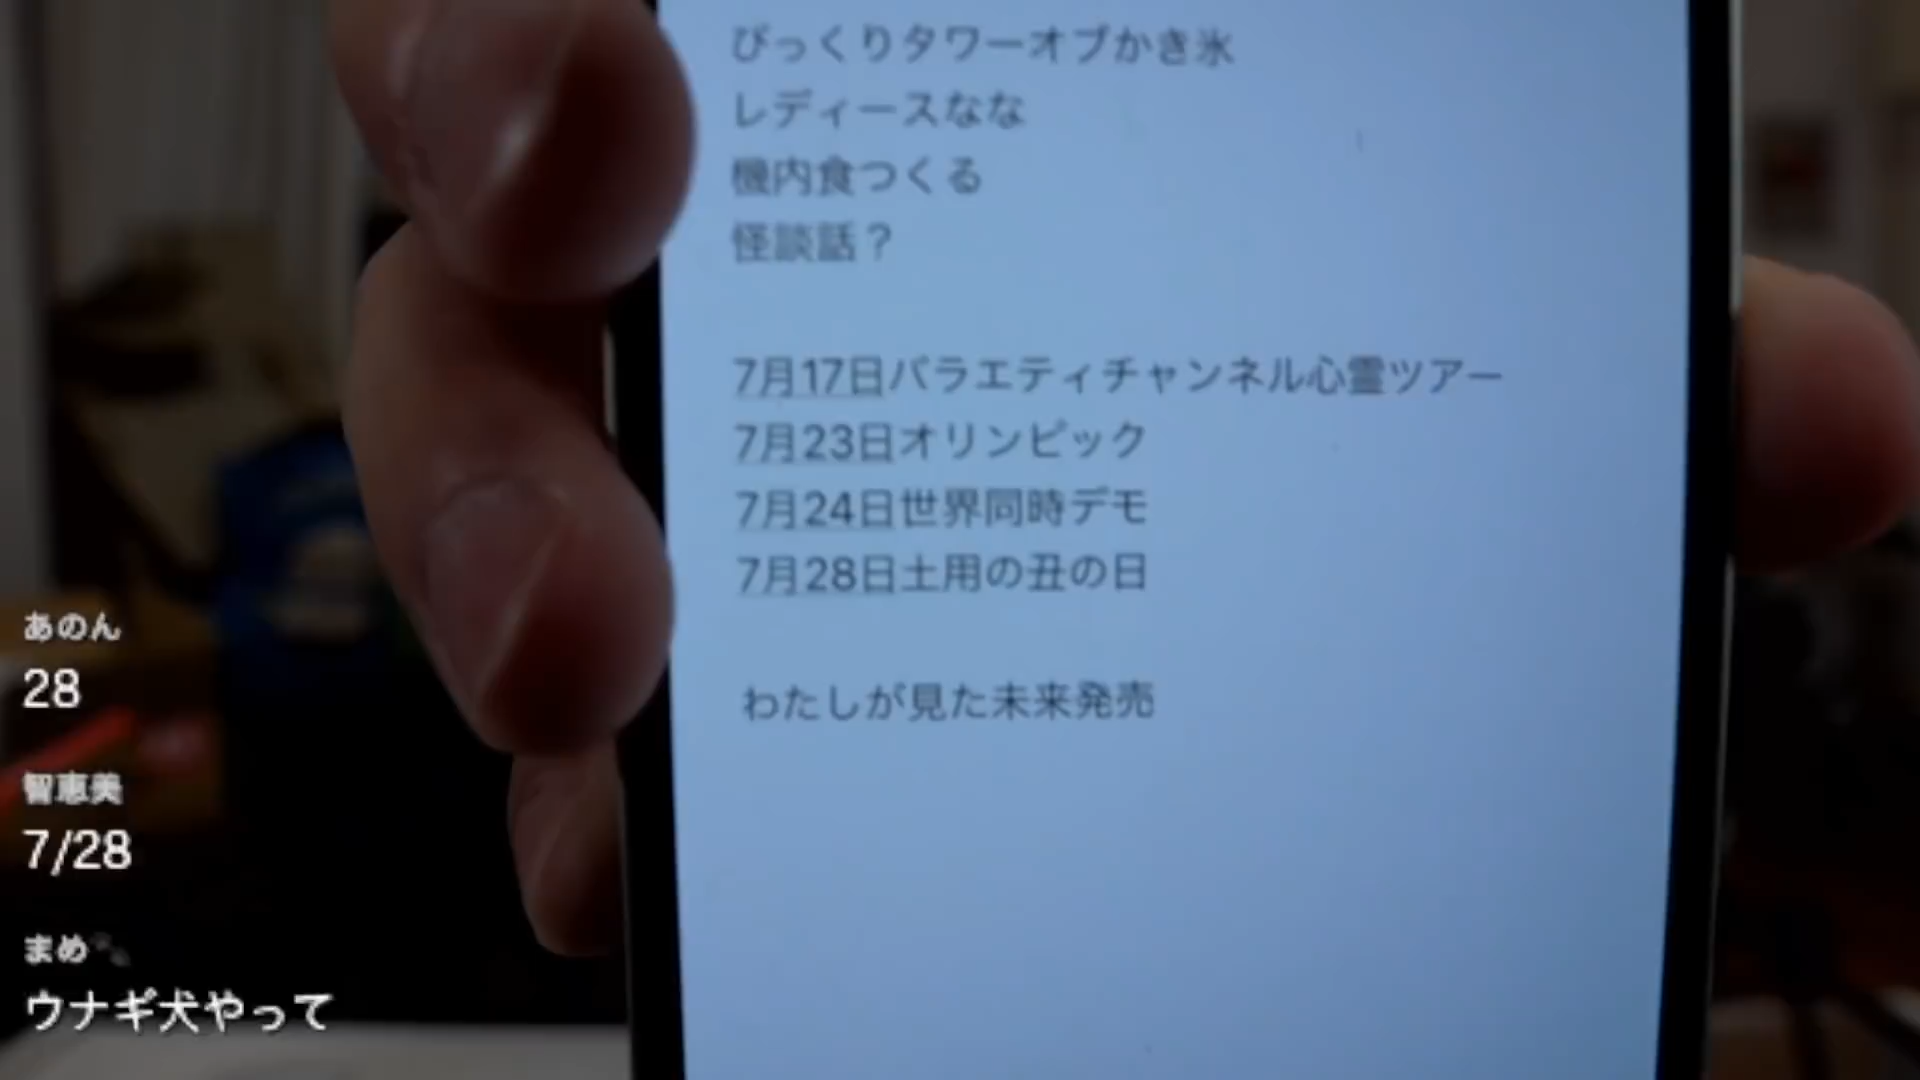 びっくりタワーオブかき氷
レディースなな
機内食つくる
怪談話？
7月17日バラエティチャンネル心霊ツアー
7月23日オリンピック
7月24日世界同時デモ
7月28日土用の丑の日
わたしが見た未来発売
あのん
28
智恵美
7/28
まめ🐾
ウナギ犬やって